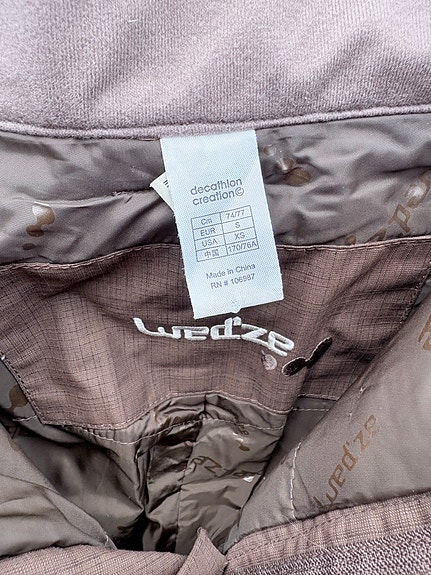 decathlon
creation©
Cm 74/77
EUR S
USA XS
中国 170/76A
Made in China
RN # 106987
wed'ze
wed'ze